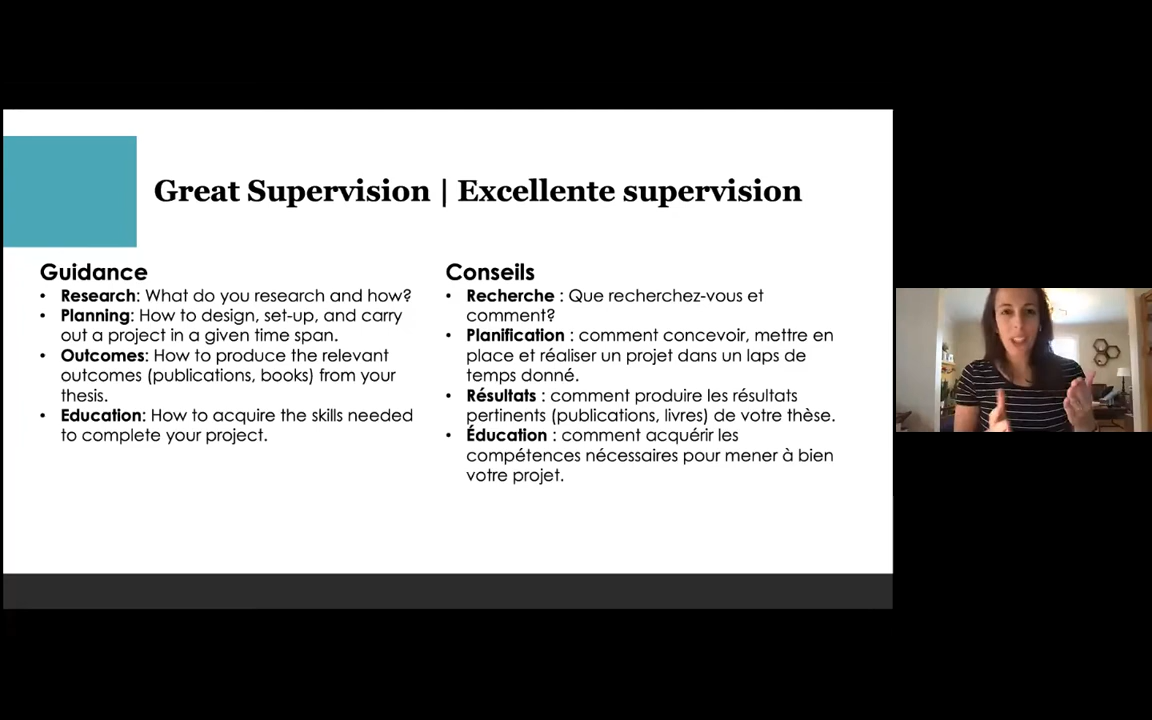 Great Supervision | Excellente supervision
Guidance
• Research: What do you research and how?
• Planning: How to design, set-up, and carry
out a project in a given time span.
• Outcomes: How to produce the relevant
outcomes (publications, books) from your
thesis.
• Education: How to acquire the skills needed
to complete your project.
Conseils
• Recherche : Que recherchez-vous et
comment?
• Planification : comment concevoir, mettre en
place et réaliser un projet dans un laps de
temps donné.
• Résultats : comment produire les résultats
pertinents (publications, livres) de votre thèse.
• Éducation : comment acquérir les
compétences nécessaires pour mener à bien
votre projet.